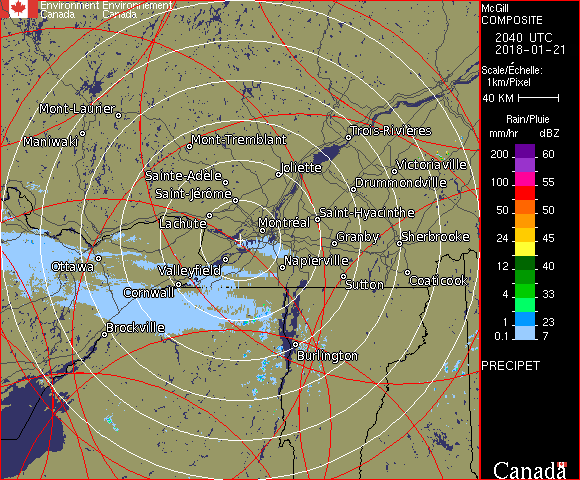 Environment Environnement
Canada Canada
McGill
COMPOSITE
2040 UTC
2018-01-21
Scale/Échelle:
1km/Pixel
40 KM
Rain/Pluie
mm/hr dBZ
200 60
100 55
50 50
24 45
12 40
4 33
1 23
0.1 7
PRECIPET
Canada
Mont-Laurier
Maniwaki
Mont-Tremblant
Trois-Rivières
Joliette
Victoriaville
Sainte-Adèle
Drummondville
Saint-Jérôme
Lachute
Saint-Hyacinthe
Montréal
Granby
Sherbrooke
Ottawa
Valleyfield
Napierville
Cornwall
Sutton
Coaticook
Brockville
Burlington